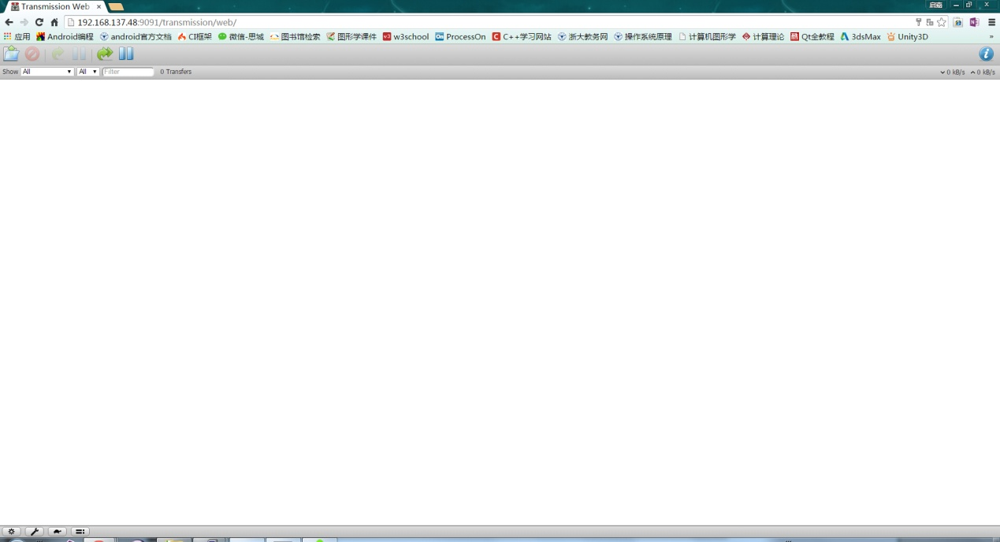 Transmission Web
启嘉
192.168.137.48:9091/transmission/web/
应用 Android编程 android官方文档 CI框架 微信-思域 图书馆检索 图形学课件 w3school ProcessOn C++学习网站 浙大教务网 操作系统原理 计算机图形学 计算理论 Qt全教程 3dsMax Unity3D »
Show All All Filter 0 Transfers 0 kB/s 0 kB/s